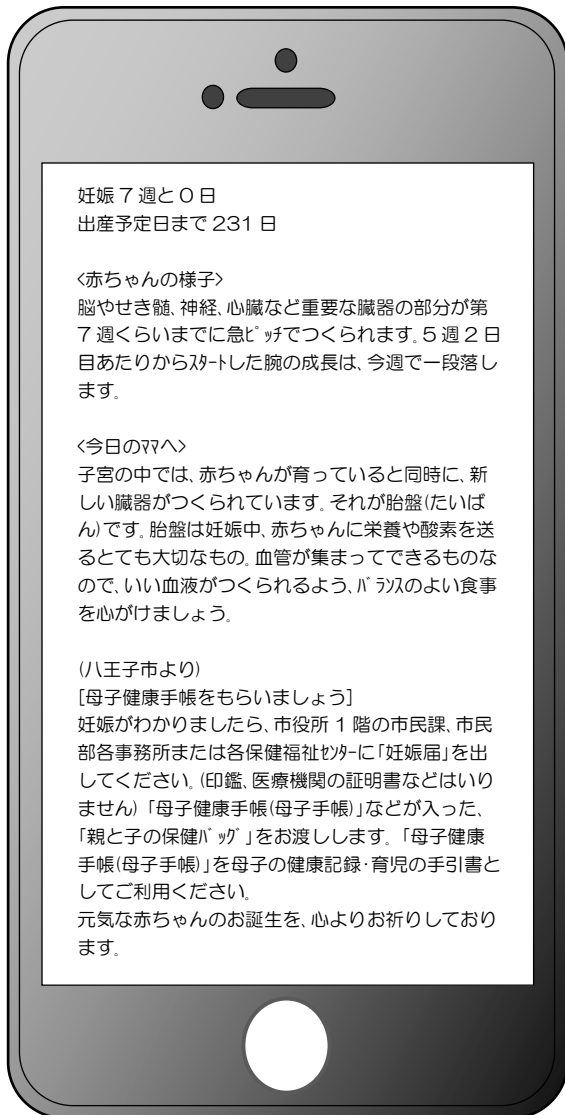 妊娠7週と0日
出産予定日まで231日
<赤ちゃんの様子>
脳やせき髄､神経､心臓など重要な臓器の部分が第
7週くらいまでに急ﾋﾟｯﾁでつくられます｡5週2日
目あたりからｽﾀｰﾄした腕の成長は､今週で一段落し
ます｡
<今日のﾏﾏへ>
子宮の中では､赤ちゃんが育っていると同時に､新
しい臓器がつくられています｡それが胎盤(たいば
ん)です｡胎盤は妊娠中､赤ちゃんに栄養や酸素を送
るとても大切なもの｡血管が集まってできるものな
ので､いい血液がつくられるよう､ﾊﾞﾗﾝｽのよい食事
を心がけましょう｡
(八王子市より)
[母子健康手帳をもらいましょう]
妊娠がわかりましたら､市役所1階の市民課､市民
部各事務所または各保健福祉ｾﾝﾀｰに｢妊娠届｣を出
してください｡(印鑑､医療機関の証明書などはいり
ません)｢母子健康手帳(母子手帳)｣などが入った､
｢親と子の保健ﾊﾞｯｸﾞ｣をお渡しします｡｢母子健康
手帳(母子手帳)｣を母子の健康記録･育児の手引書と
してご利用ください｡
元気な赤ちゃんのお誕生を､心よりお祈りしており
ます｡